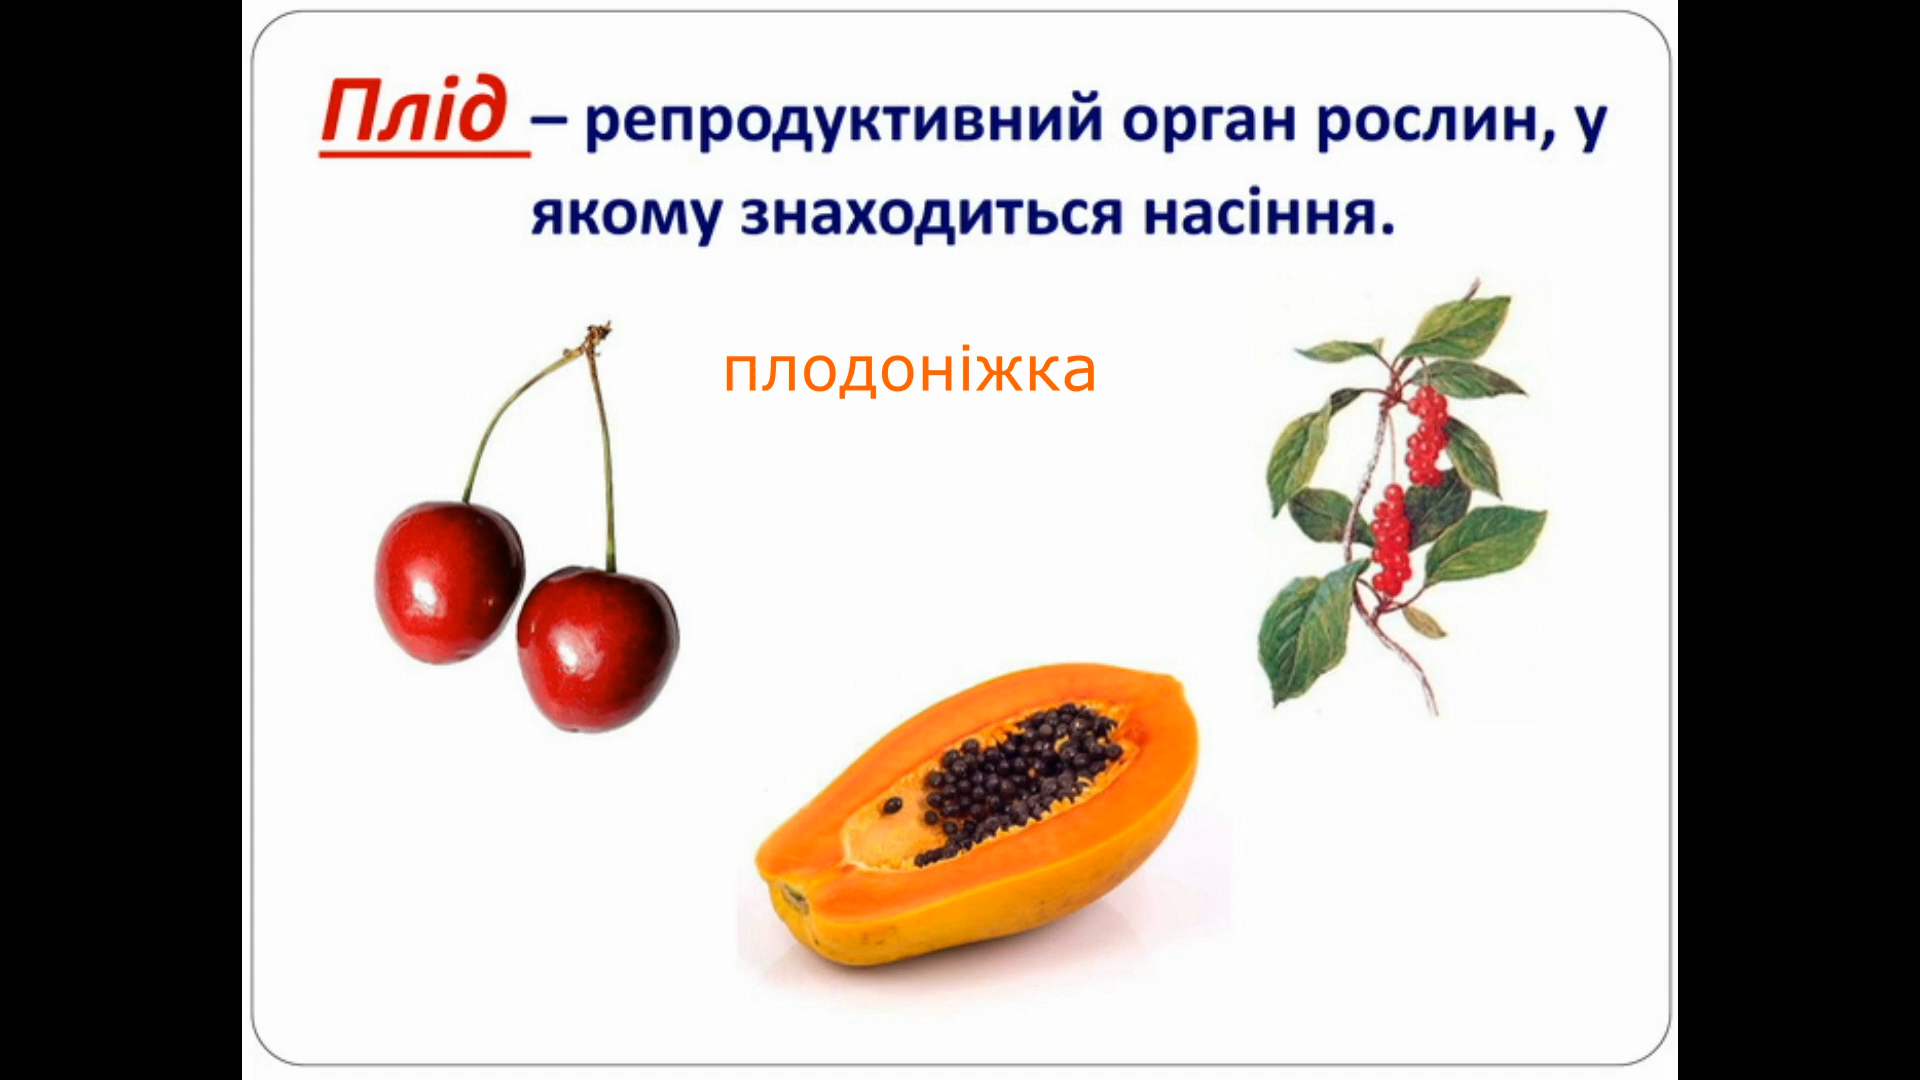 Плід – репродуктивний орган рослин, у
якому знаходиться насіння.
плодоніжка